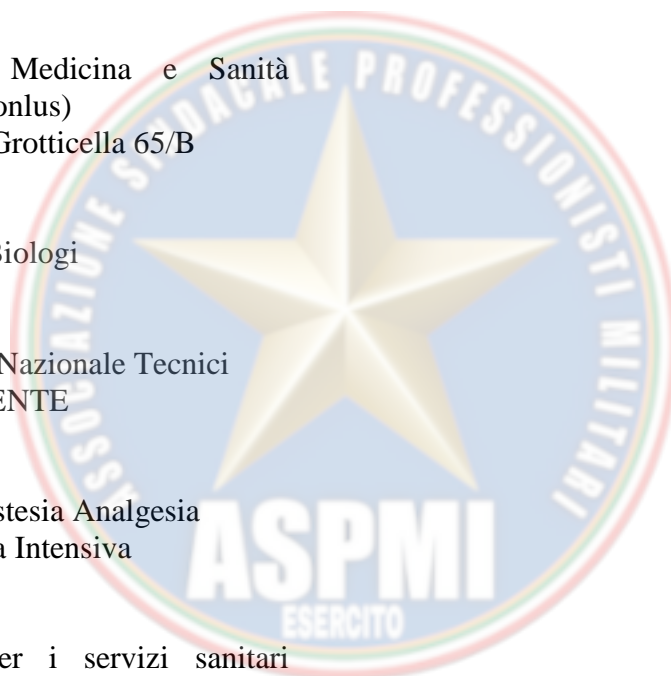 Medicina e Sanità
onlus)
Grotticella 65/B
Biologi
Nazionale Tecnici
ENTE
stesia Analgesia
a Intensiva
er i servizi sanitari
ASSOCIAZIONE SINDACALE PROFESSIONISTI MILITARI
ASPMI
ESERCITO